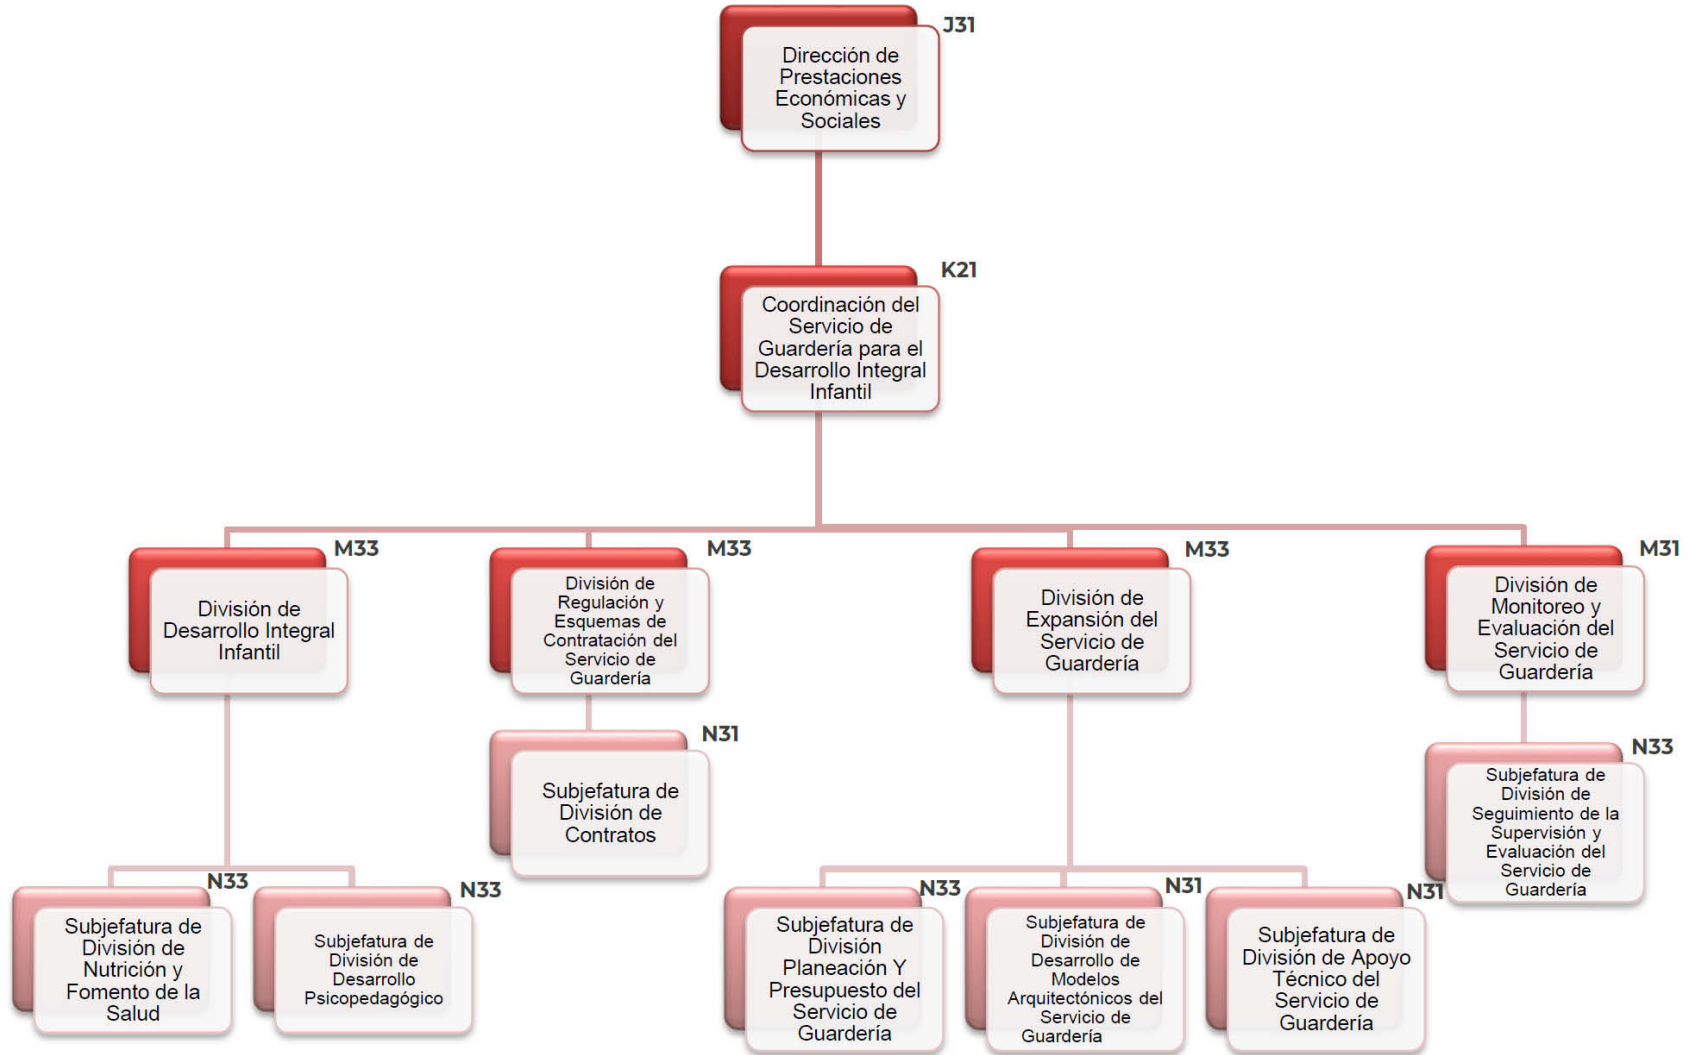 J31
Dirección de
Prestaciones
Económicas y
Sociales
K21
Coordinación del
Servicio de
Guardería para el
Desarrollo Integral
Infantil
M33
División de
Desarrollo Integral
Infantil
M33
División de
Regulación y
Esquemas de
Contratación del
Servicio de
Guardería
M33
División de
Expansión del
Servicio de
Guardería
M31
División de
Monitoreo y
Evaluación del
Servicio de
Guardería
N31
Subjefatura de
División de
Contratos
N33
Subjefatura de
División de
Seguimiento de la
Supervisión y
Evaluación del
Servicio de
Guardería
N33
Subjefatura de
División de
Nutrición y
Fomento de la
Salud
N33
Subjefatura de
División de
Desarrollo
Psicopedagógico
N33
Subjefatura de
División
Planeación Y
Presupuesto del
Servicio de
Guardería
N31
Subjefatura de
División de
Desarrollo de
Modelos
Arquitectónicos del
Servicio de
Guardería
N31
Subjefatura de
División de Apoyo
Técnico del
Servicio de
Guardería